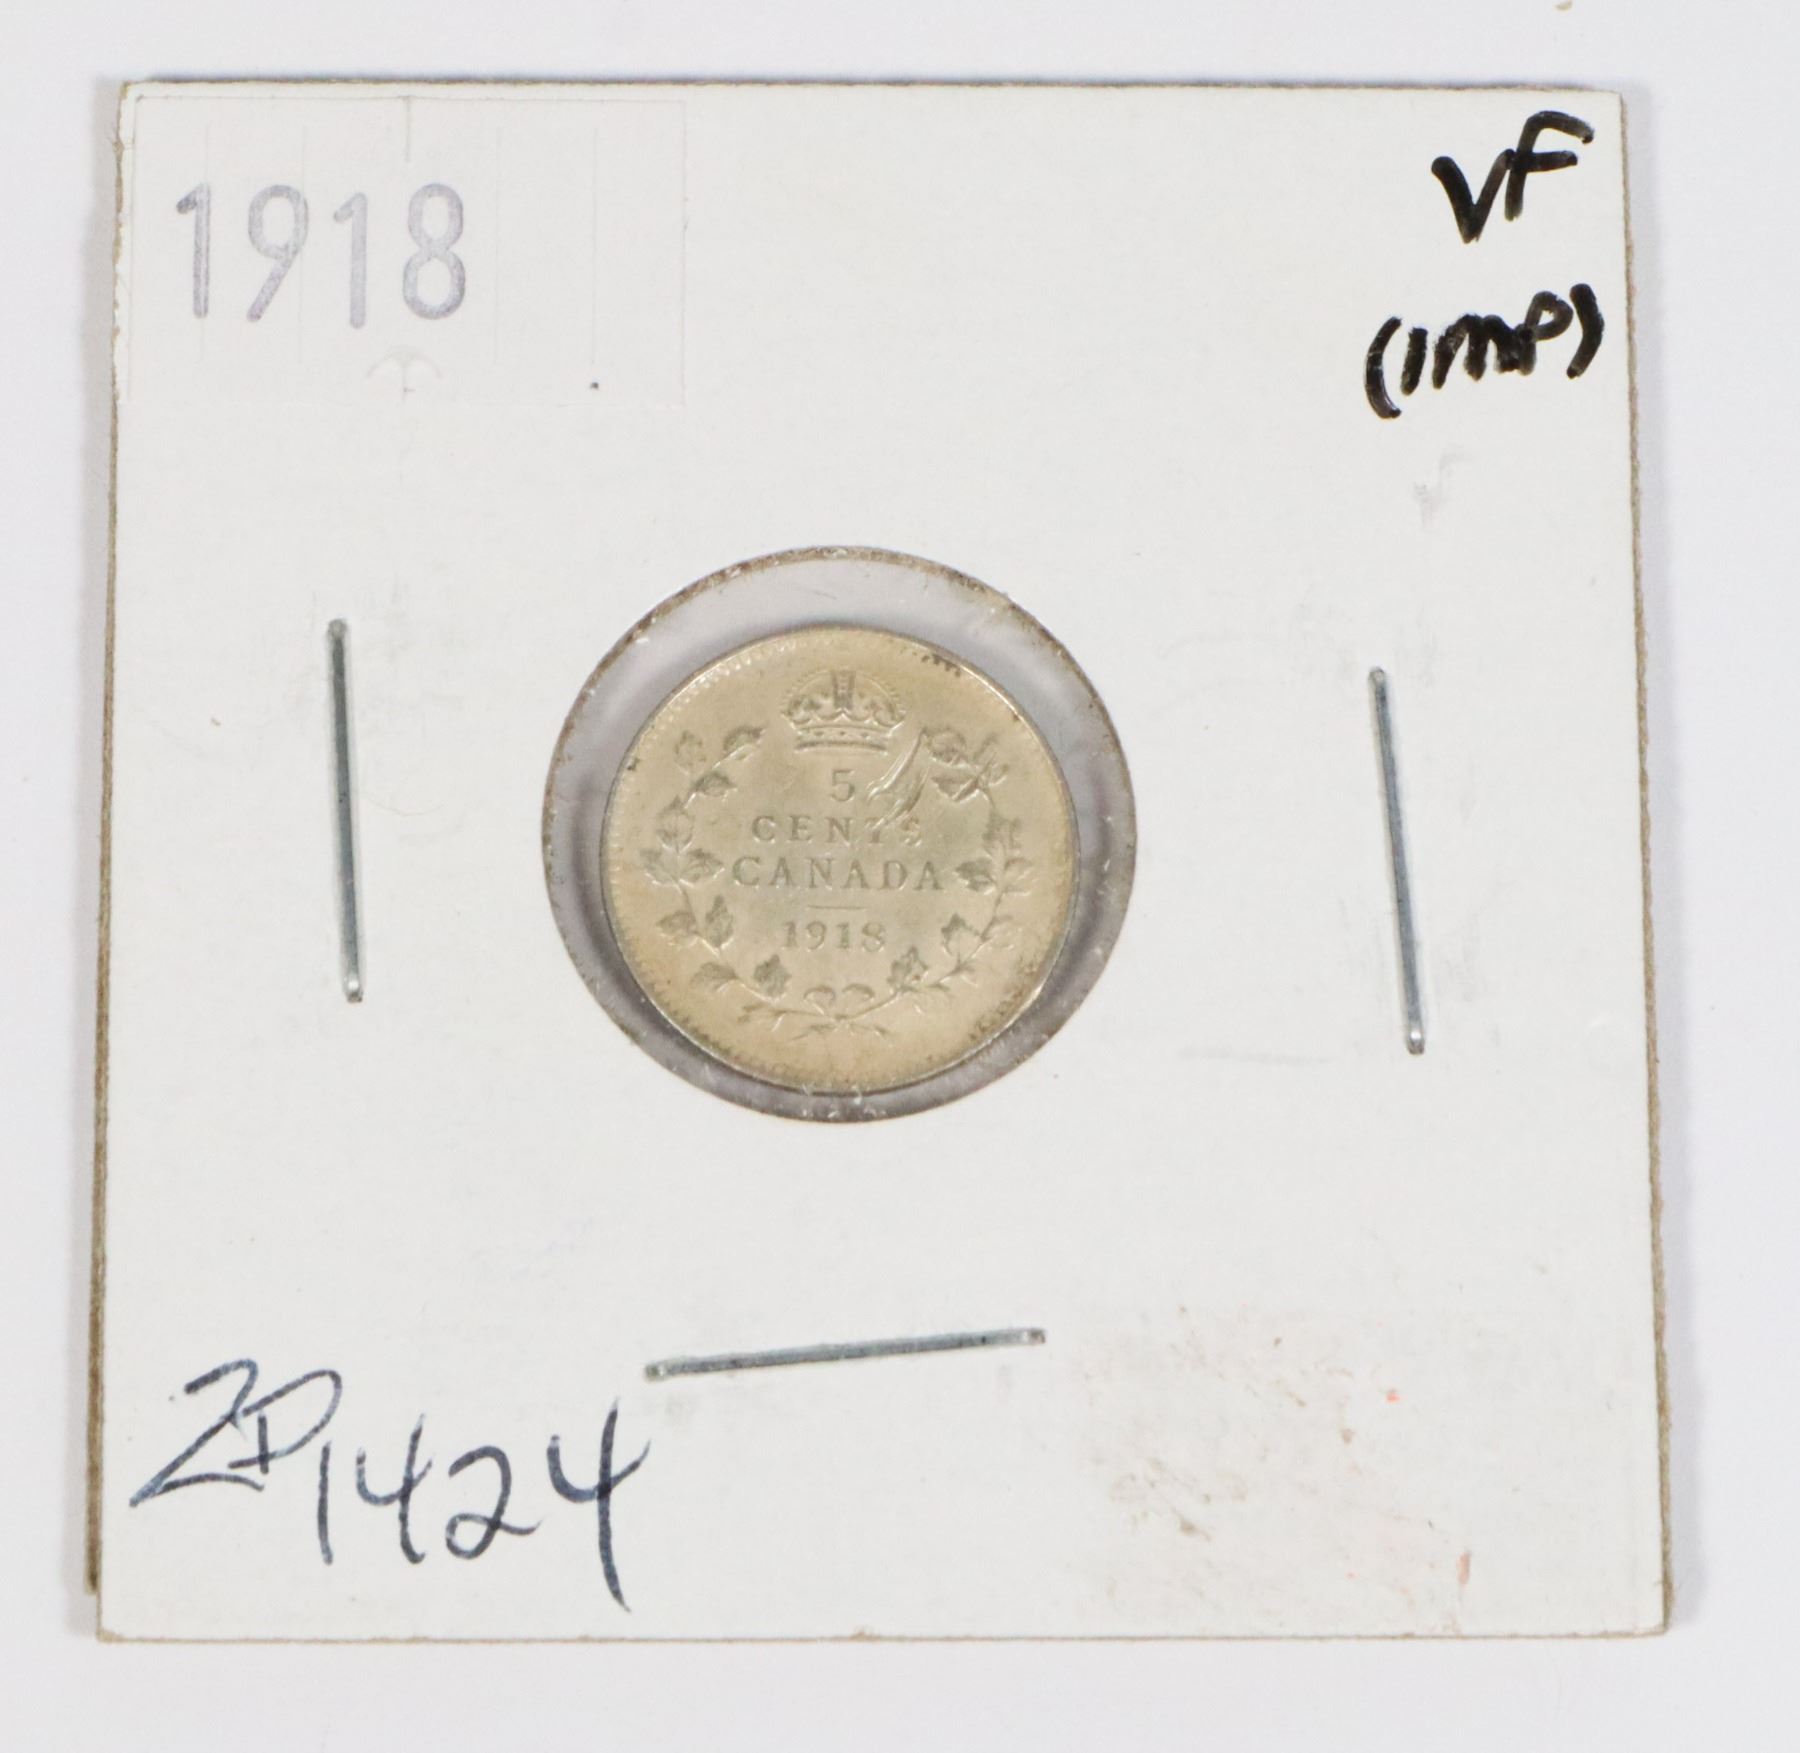 1918
VF
(IMP)
5
CENTS
CANADA
1918
ZP1424